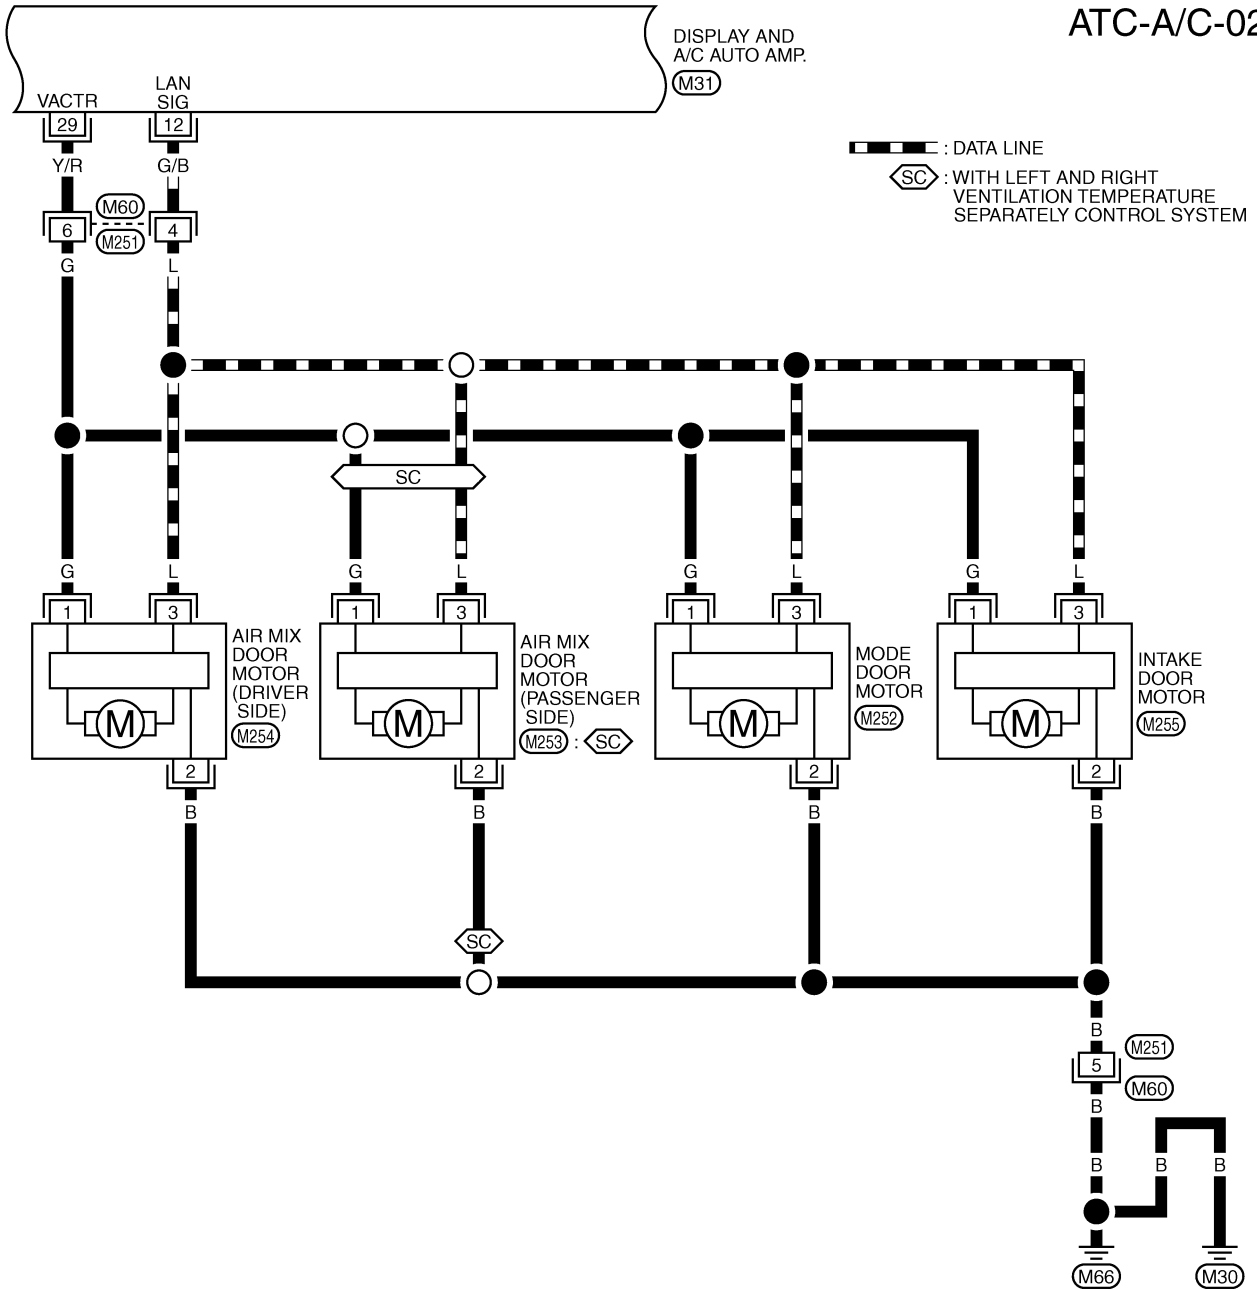 ATC-A/C-02
DISPLAY AND
A/C AUTO AMP.
M31
VACTR
LAN
SIG
29
12
Y/R
G/B
: DATA LINE
SC : WITH LEFT AND RIGHT
VENTILATION TEMPERATURE
SEPARATELY CONTROL SYSTEM
M60
6
4
M251
G
L
SC
G
L
G
L
G
L
G
L
1
3
1
3
1
3
1
3
AIR MIX
DOOR
MOTOR
(DRIVER
SIDE)
M254
M
AIR MIX
DOOR
MOTOR
(PASSENGER
SIDE)
M253 : SC
M
MODE
DOOR
MOTOR
M252
M
INTAKE
DOOR
MOTOR
M255
M
2
2
2
2
B
B
B
B
SC
B
M251
5
M60
B
B
B
B
M66
M30